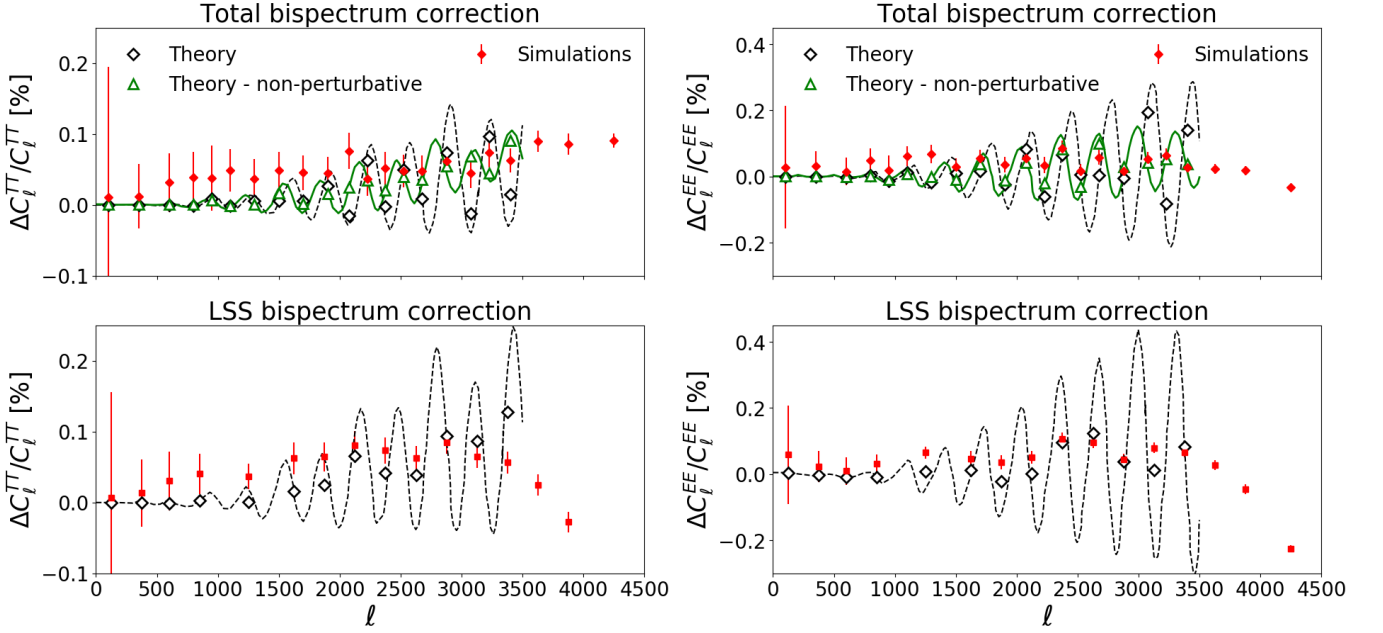 Total bispectrum correction
ΔC_ℓ^{TT}/C_ℓ^{TT} [%]
0.2
0.1
0.0
−0.1
Theory
Theory - non-perturbative
Simulations
Total bispectrum correction
ΔC_ℓ^{EE}/C_ℓ^{EE} [%]
0.4
0.2
0.0
−0.2
Theory
Theory - non-perturbative
Simulations
LSS bispectrum correction
ΔC_ℓ^{TT}/C_ℓ^{TT} [%]
0.2
0.1
0.0
−0.1
0 500 1000 1500 2000 2500 3000 3500 4000 4500
ℓ
LSS bispectrum correction
ΔC_ℓ^{EE}/C_ℓ^{EE} [%]
0.4
0.2
0.0
−0.2
0 500 1000 1500 2000 2500 3000 3500 4000 4500
ℓ